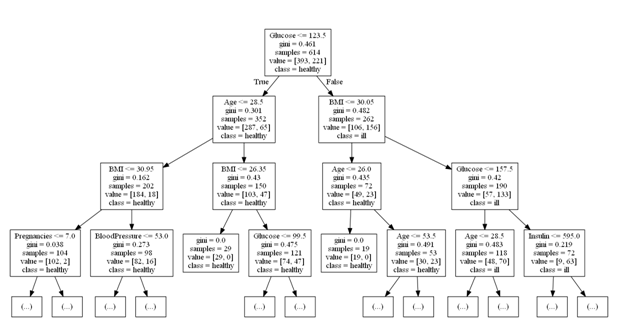 Glucose <= 123.5
gini = 0.461
samples = 614
value = [393, 221]
class = healthy
True
False
Age <= 28.5
gini = 0.301
samples = 352
value = [287, 65]
class = healthy
BMI <= 30.05
gini = 0.482
samples = 262
value = [106, 156]
class = ill
BMI <= 30.95
gini = 0.162
samples = 202
value = [184, 18]
class = healthy
BMI <= 26.35
gini = 0.43
samples = 150
value = [103, 47]
class = healthy
Age <= 26.0
gini = 0.435
samples = 72
value = [49, 23]
class = healthy
Glucose <= 157.5
gini = 0.42
samples = 190
value = [57, 133]
class = ill
Pregnancies <= 7.0
gini = 0.038
samples = 104
value = [102, 2]
class = healthy
BloodPressure <= 53.0
gini = 0.273
samples = 98
value = [82, 16]
class = healthy
gini = 0.0
samples = 29
value = [29, 0]
class = healthy
Glucose <= 99.5
gini = 0.475
samples = 121
value = [74, 47]
class = healthy
gini = 0.0
samples = 19
value = [19, 0]
class = healthy
Age <= 53.5
gini = 0.491
samples = 53
value = [30, 23]
class = healthy
Age <= 28.5
gini = 0.483
samples = 118
value = [48, 70]
class = ill
Insulin <= 595.0
gini = 0.219
samples = 72
value = [9, 63]
class = ill
(...)
(...)
(...)
(...)
(...)
(...)
(...)
(...)
(...)
(...)
(...)
(...)